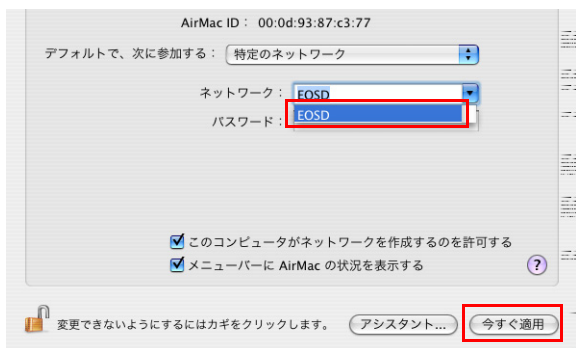 AirMac ID： 00:0d:93:87:c3:77
デフォルトで、次に参加する： 特定のネットワーク
ネットワーク： EOSD
EOSD
パスワード：
このコンピュータがネットワークを作成するのを許可する
メニューバーに AirMac の状況を表示する ?
変更できないようにするにはカギをクリックします。 アシスタント... 今すぐ適用